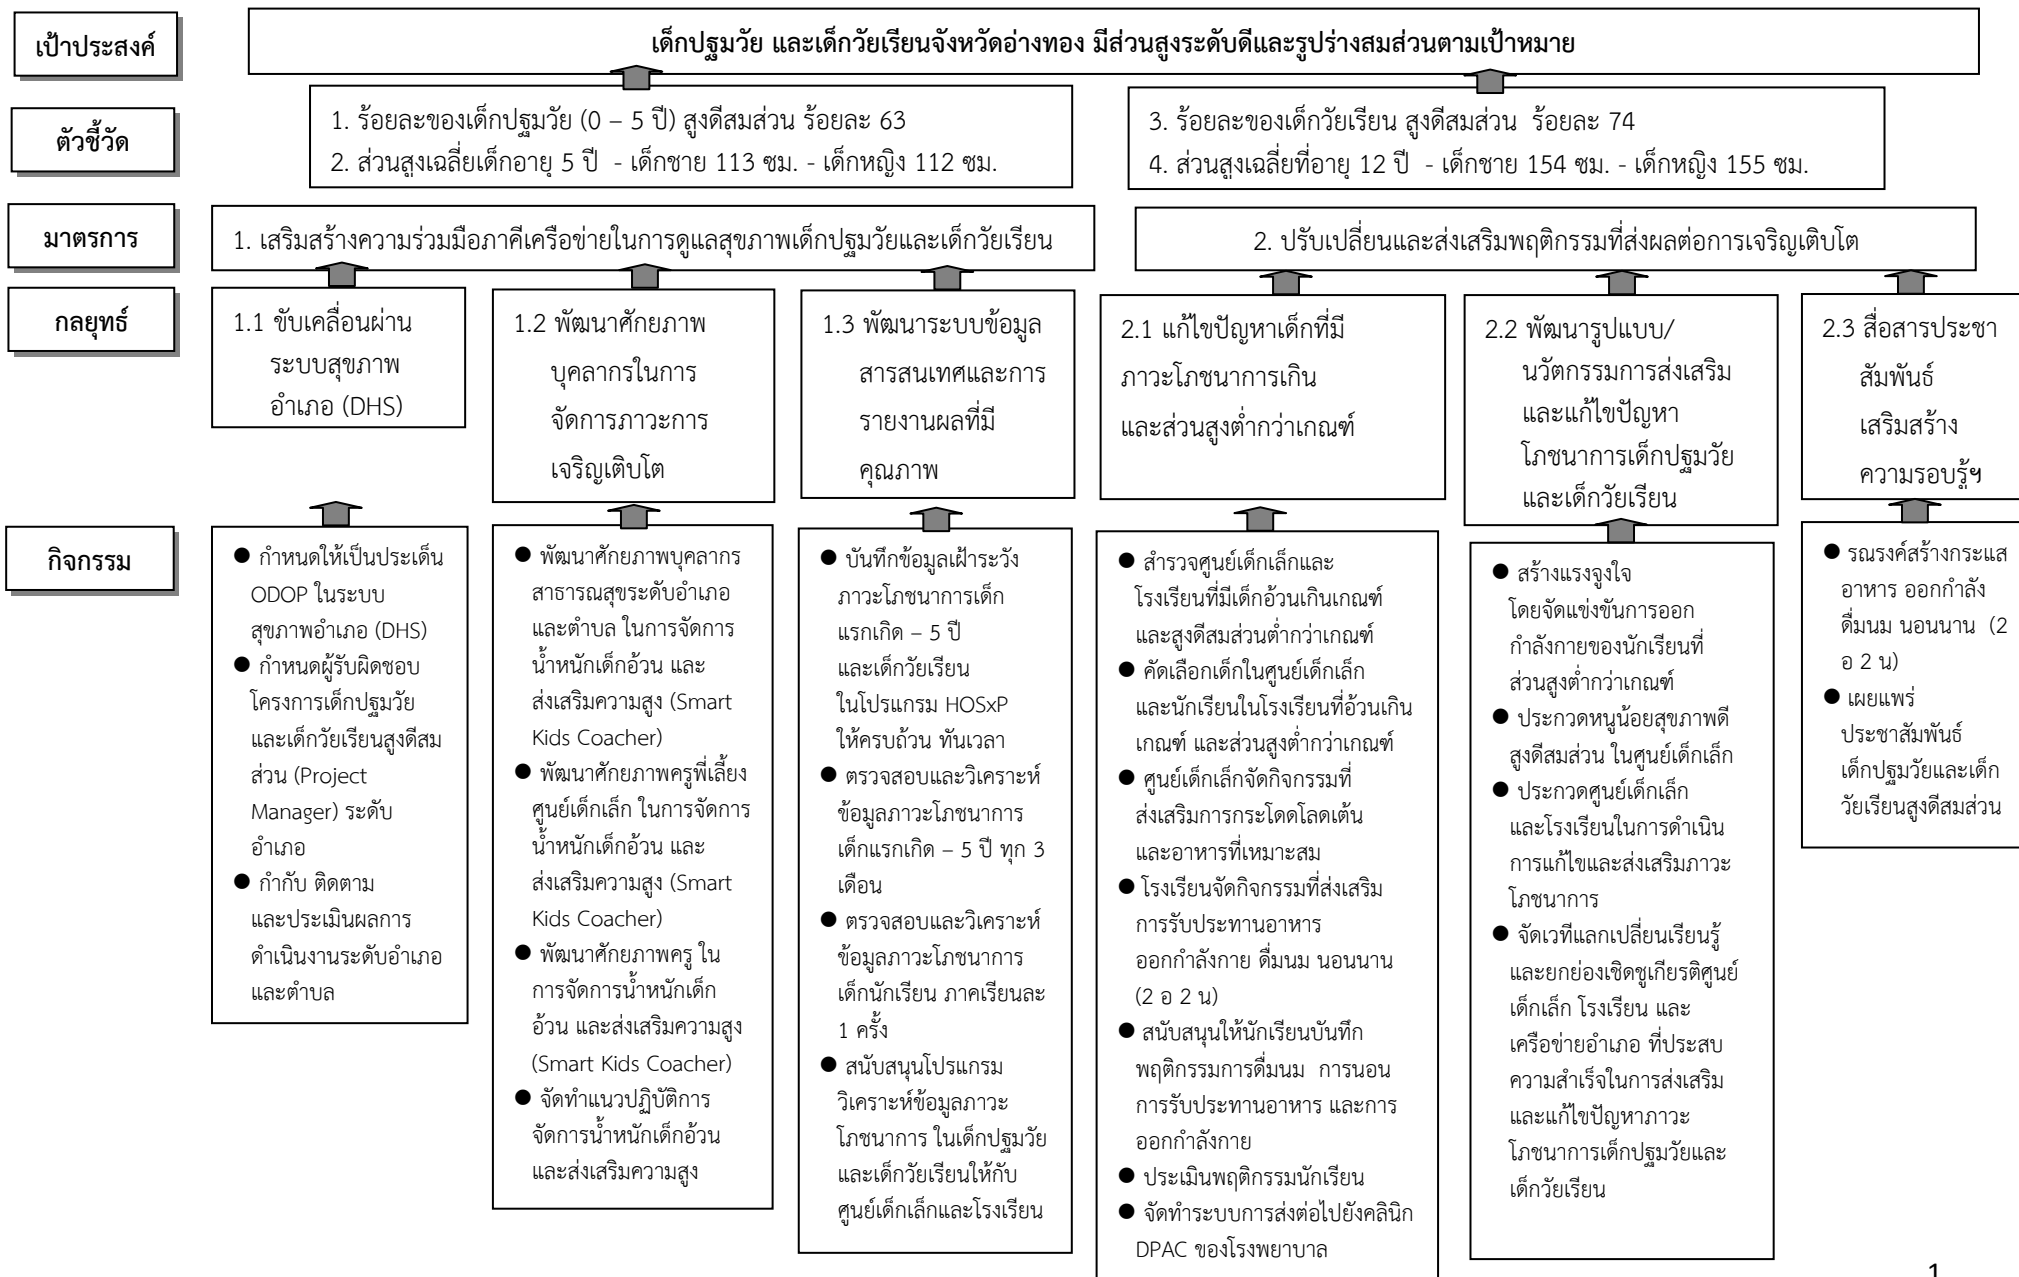 เป้าประสงค์
เด็กปฐมวัย และเด็กวัยเรียนจังหวัดอ่างทอง มีส่วนสูงระดับดีและรูปร่างสมส่วนตามเป้าหมาย
ตัวชี้วัด
1. ร้อยละของเด็กปฐมวัย (0 – 5 ปี) สูงดีสมส่วน ร้อยละ 63
2. ส่วนสูงเฉลี่ยเด็กอายุ 5 ปี - เด็กชาย 113 ซม. - เด็กหญิง 112 ซม.
3. ร้อยละของเด็กวัยเรียน สูงดีสมส่วน ร้อยละ 74
4. ส่วนสูงเฉลี่ยที่อายุ 12 ปี - เด็กชาย 154 ซม. - เด็กหญิง 155 ซม.
มาตรการ
1. เสริมสร้างความร่วมมือภาคีเครือข่ายในการดูแลสุขภาพเด็กปฐมวัยและเด็กวัยเรียน
2. ปรับเปลี่ยนและส่งเสริมพฤติกรรมที่ส่งผลต่อการเจริญเติบโต
กลยุทธ์
1.1 ขับเคลื่อนผ่าน
ระบบสุขภาพ
อำเภอ (DHS)
1.2 พัฒนาศักยภาพ
บุคลากรในการ
จัดการภาวะการ
เจริญเติบโต
1.3 พัฒนาระบบข้อมูล
สารสนเทศและการ
รายงานผลที่มี
คุณภาพ
2.1 แก้ไขปัญหาเด็กที่มี
ภาวะโภชนาการเกิน
และส่วนสูงต่ำกว่าเกณฑ์
2.2 พัฒนารูปแบบ/
นวัตกรรมการส่งเสริม
และแก้ไขปัญหา
โภชนาการเด็กปฐมวัย
และเด็กวัยเรียน
2.3 สื่อสารประชา
สัมพันธ์
เสริมสร้าง
ความรอบรู้ฯ
กิจกรรม
● กำหนดให้เป็นประเด็น
ODOP ในระบบ
สุขภาพอำเภอ (DHS)
● กำหนดผู้รับผิดชอบ
โครงการเด็กปฐมวัย
และเด็กวัยเรียนสูงดีสม
ส่วน (Project
Manager) ระดับ
อำเภอ
● กำกับ ติดตาม
และประเมินผลการ
ดำเนินงานระดับอำเภอ
และตำบล
● พัฒนาศักยภาพบุคลากร
สาธารณสุขระดับอำเภอ
และตำบล ในการจัดการ
น้ำหนักเด็กอ้วน และ
ส่งเสริมความสูง (Smart
Kids Coacher)
● พัฒนาศักยภาพครูพี่เลี้ยง
ศูนย์เด็กเล็ก ในการจัดการ
น้ำหนักเด็กอ้วน และ
ส่งเสริมความสูง (Smart
Kids Coacher)
● พัฒนาศักยภาพครู ใน
การจัดการน้ำหนักเด็ก
อ้วน และส่งเสริมความสูง
(Smart Kids Coacher)
● จัดทำแนวปฏิบัติการ
จัดการน้ำหนักเด็กอ้วน
และส่งเสริมความสูง
● บันทึกข้อมูลเฝ้าระวัง
ภาวะโภชนาการเด็ก
แรกเกิด – 5 ปี
และเด็กวัยเรียน
ในโปรแกรม HOSxP
ให้ครบถ้วน ทันเวลา
● ตรวจสอบและวิเคราะห์
ข้อมูลภาวะโภชนาการ
เด็กแรกเกิด – 5 ปี ทุก 3
เดือน
● ตรวจสอบและวิเคราะห์
ข้อมูลภาวะโภชนาการ
เด็กนักเรียน ภาคเรียนละ
1 ครั้ง
● สนับสนุนโปรแกรม
วิเคราะห์ข้อมูลภาวะ
โภชนาการ ในเด็กปฐมวัย
และเด็กวัยเรียนให้กับ
ศูนย์เด็กเล็กและโรงเรียน
● สำรวจศูนย์เด็กเล็กและ
โรงเรียนที่มีเด็กอ้วนเกินเกณฑ์
และสูงดีสมส่วนต่ำกว่าเกณฑ์
● คัดเลือกเด็กในศูนย์เด็กเล็ก
และนักเรียนในโรงเรียนที่อ้วนเกิน
เกณฑ์ และส่วนสูงต่ำกว่าเกณฑ์
● ศูนย์เด็กเล็กจัดกิจกรรมที่
ส่งเสริมการกระโดดโลดเต้น
และอาหารที่เหมาะสม
● โรงเรียนจัดกิจกรรมที่ส่งเสริม
การรับประทานอาหาร
ออกกำลังกาย ดื่มนม นอนนาน
(2 อ 2 น)
● สนับสนุนให้นักเรียนบันทึก
พฤติกรรมการดื่มนม การนอน
การรับประทานอาหาร และการ
ออกกำลังกาย
● ประเมินพฤติกรรมนักเรียน
● จัดทำระบบการส่งต่อไปยังคลินิก
DPAC ของโรงพยาบาล
● สร้างแรงจูงใจ
โดยจัดแข่งขันการออก
กำลังกายของนักเรียนที่
ส่วนสูงต่ำกว่าเกณฑ์
● ประกวดหนูน้อยสุขภาพดี
สูงดีสมส่วน ในศูนย์เด็กเล็ก
● ประกวดศูนย์เด็กเล็ก
และโรงเรียนในการดำเนิน
การแก้ไขและส่งเสริมภาวะ
โภชนาการ
● จัดเวทีแลกเปลี่ยนเรียนรู้
และยกย่องเชิดชูเกียรติศูนย์
เด็กเล็ก โรงเรียน และ
เครือข่ายอำเภอ ที่ประสบ
ความสำเร็จในการส่งเสริม
และแก้ไขปัญหาภาวะ
โภชนาการเด็กปฐมวัยและ
เด็กวัยเรียน
● รณรงค์สร้างกระแส
อาหาร ออกกำลัง
ดื่มนม นอนนาน (2
อ 2 น)
● เผยแพร่
ประชาสัมพันธ์
เด็กปฐมวัยและเด็ก
วัยเรียนสูงดีสมส่วน
1